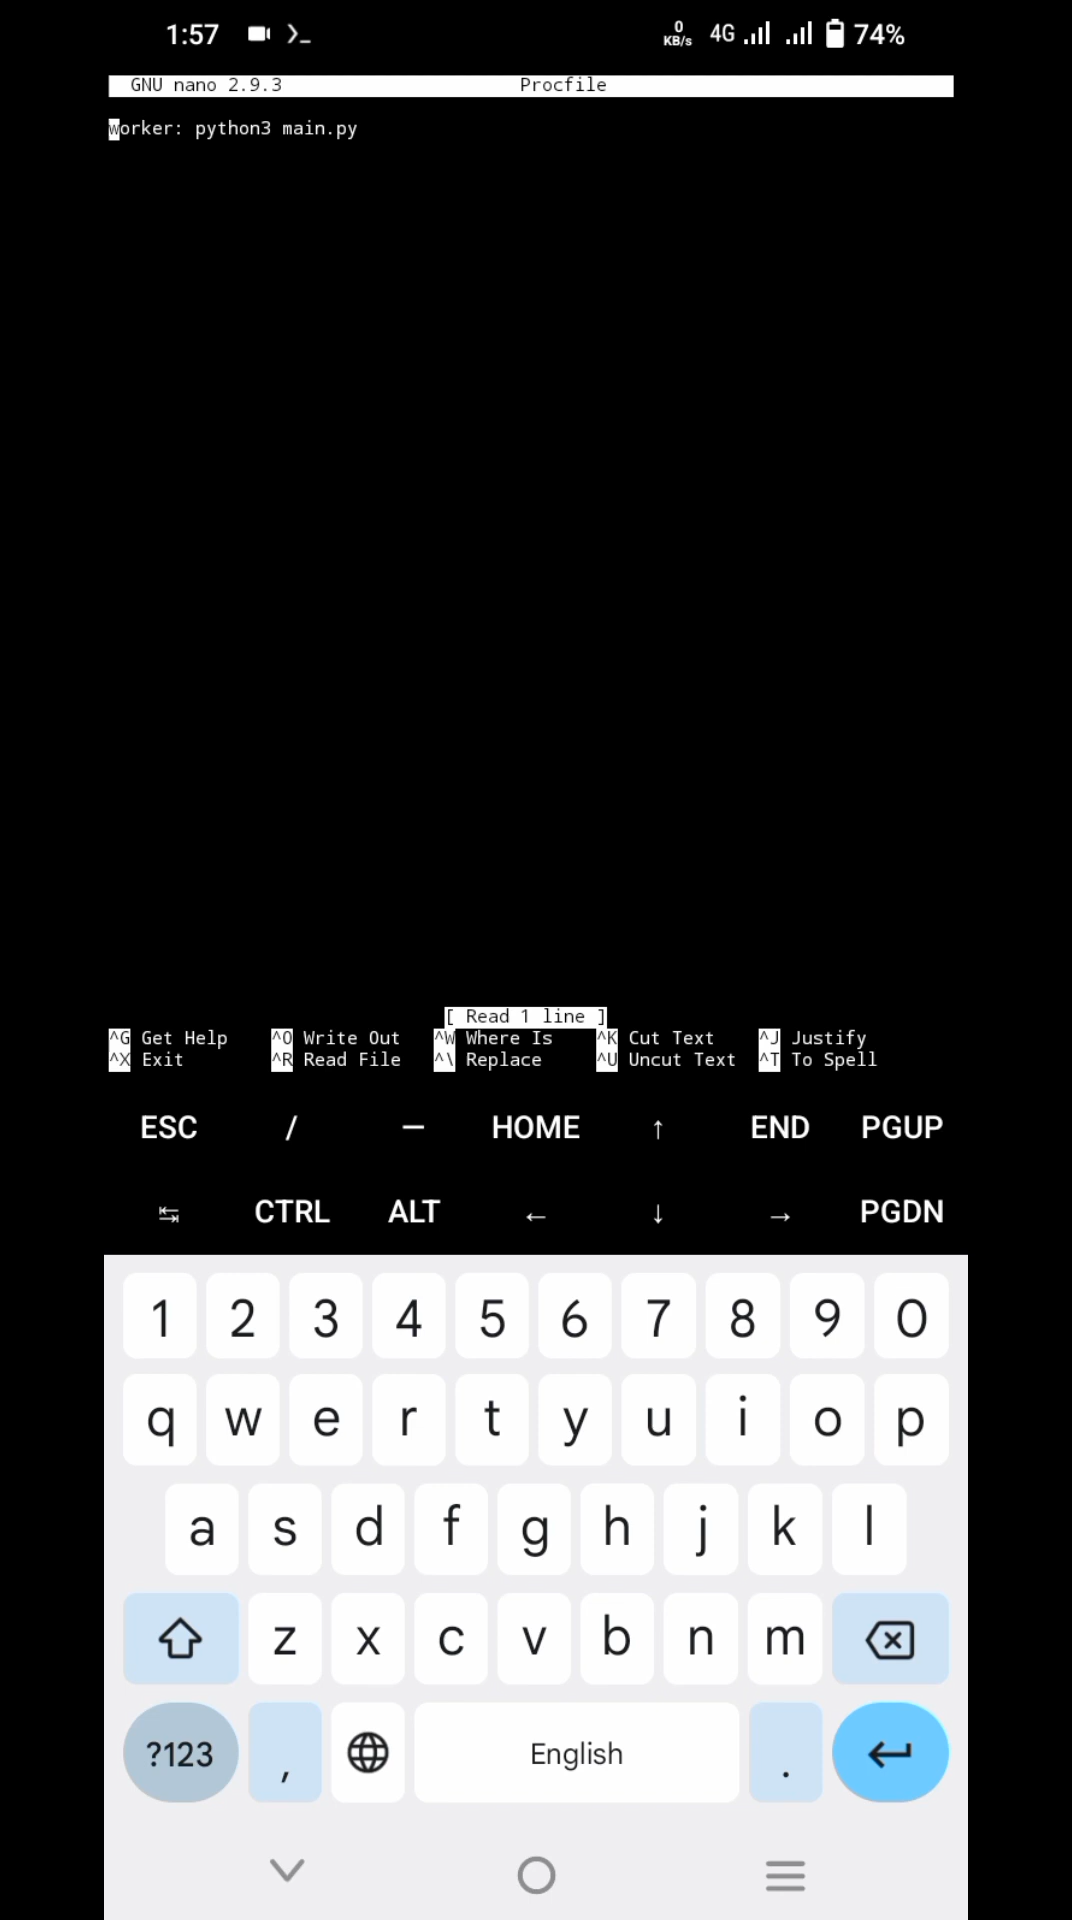 1:57
0 KB/s 4G 74%
GNU nano 2.9.3 Procfile
worker: python3 main.py
[ Read 1 line ]
^G Get Help ^O Write Out ^W Where Is ^K Cut Text ^J Justify
^X Exit ^R Read File ^\ Replace ^U Uncut Text ^T To Spell
ESC / — HOME ↑ END PGUP
↹ CTRL ALT ← ↓ → PGDN
1 2 3 4 5 6 7 8 9 0
q w e r t y u i o p
a s d f g h j k l
z x c v b n m
?123 , English .